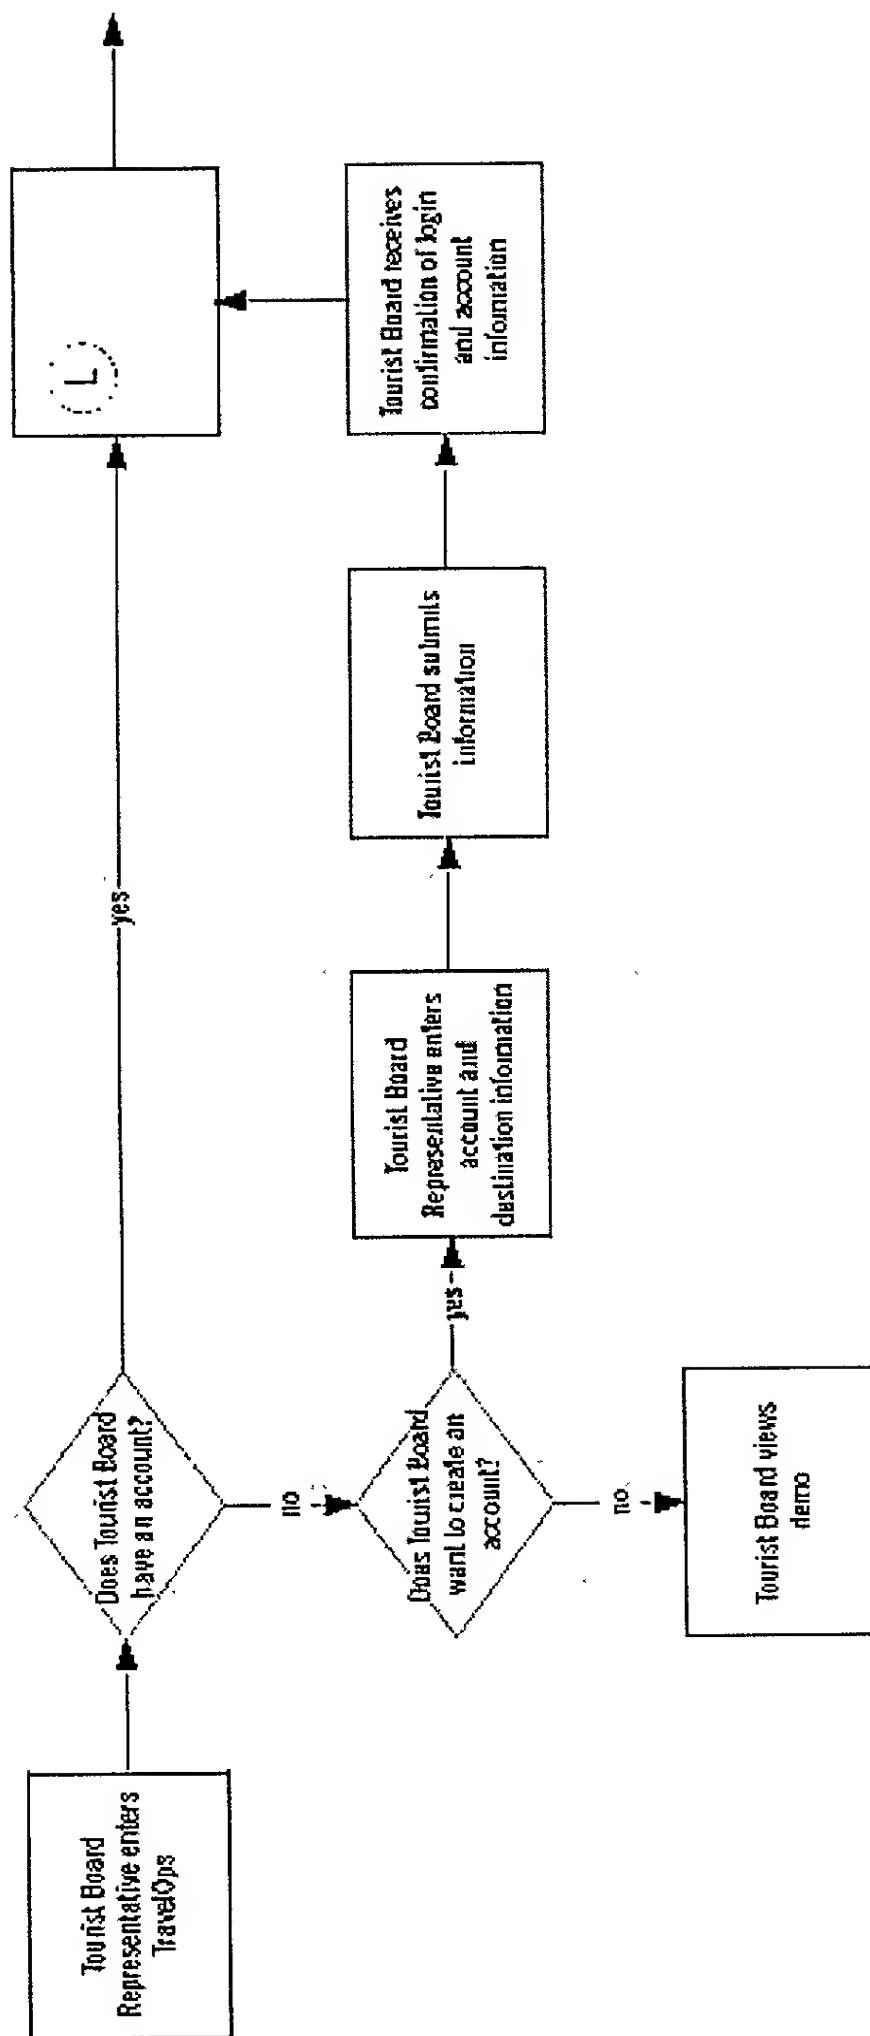 Tourist Board
Representative enters
TravelOps
Does Tourist Board
have an account?
yes
L
no
Does Tourist Board
want to create an
account?
yes
Tourist Board
Representative enters
account and
destination information
Tourist Board submits
information
Tourist Board receives
confirmation of login
and account
information
no
Tourist Board views
demo